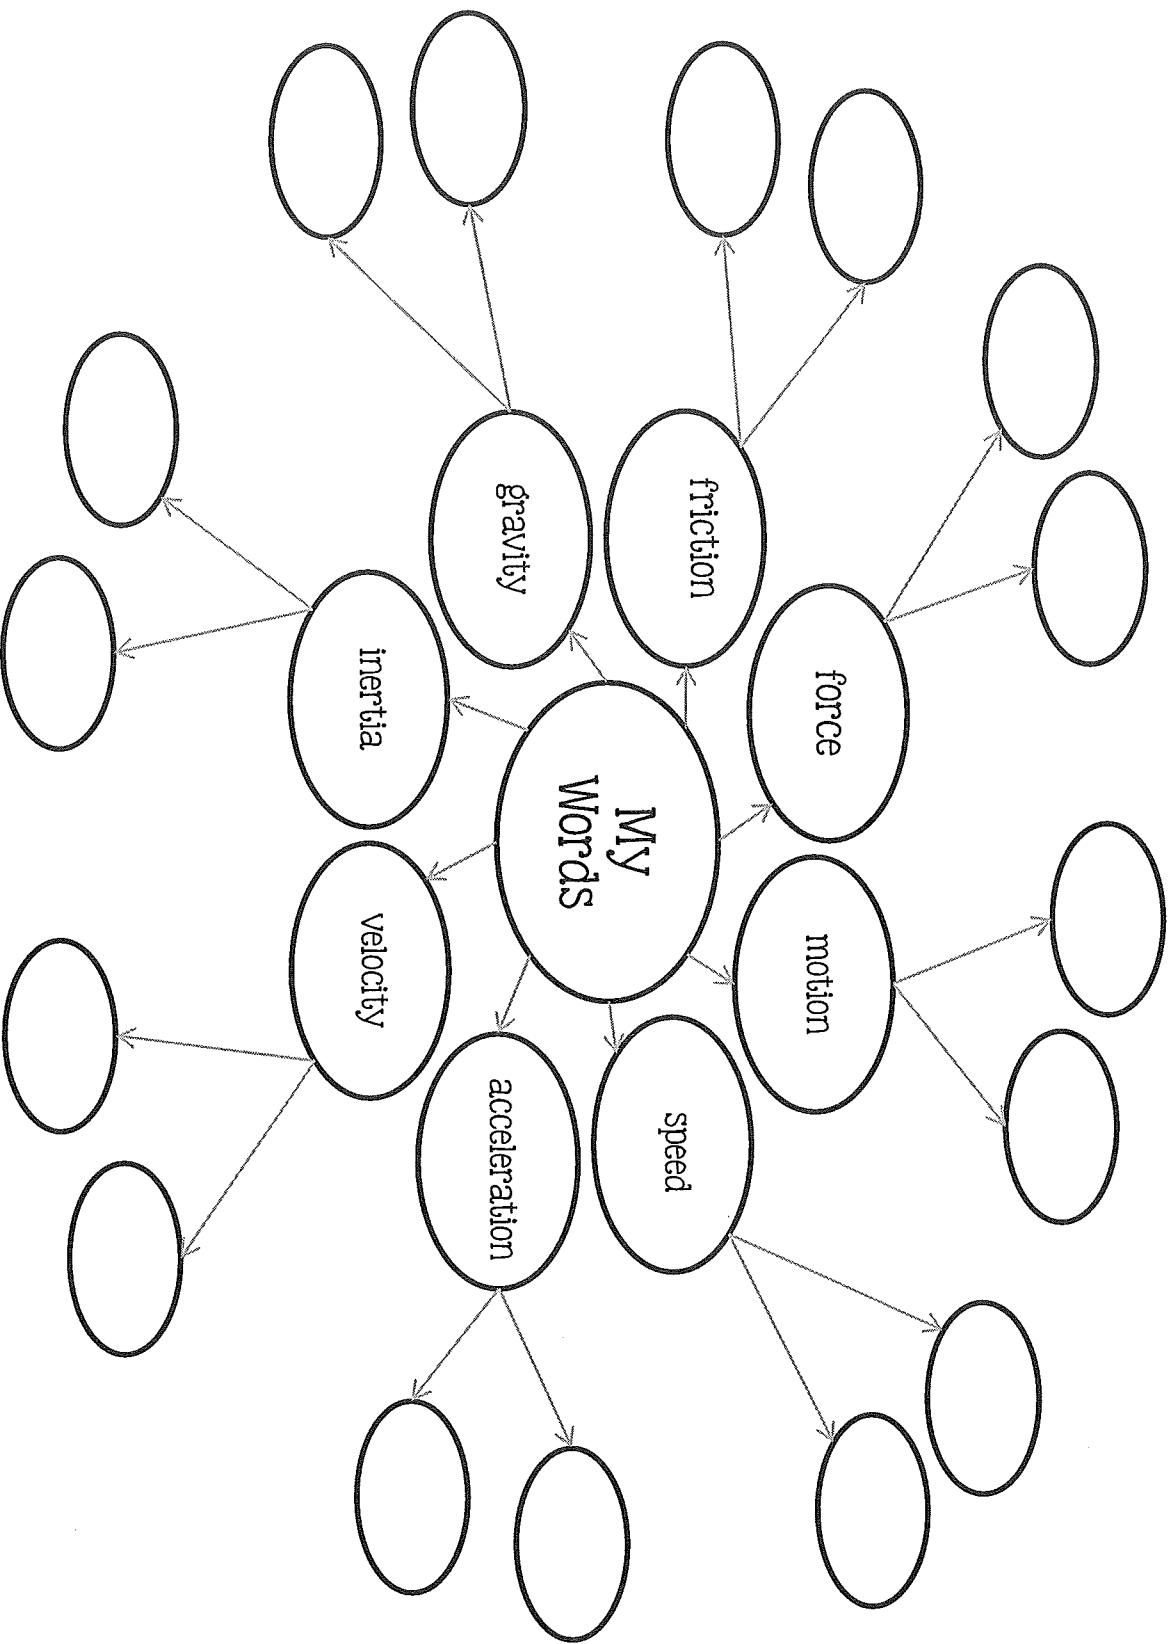 force
motion
friction
speed
My
Words
gravity
acceleration
inertia
velocity